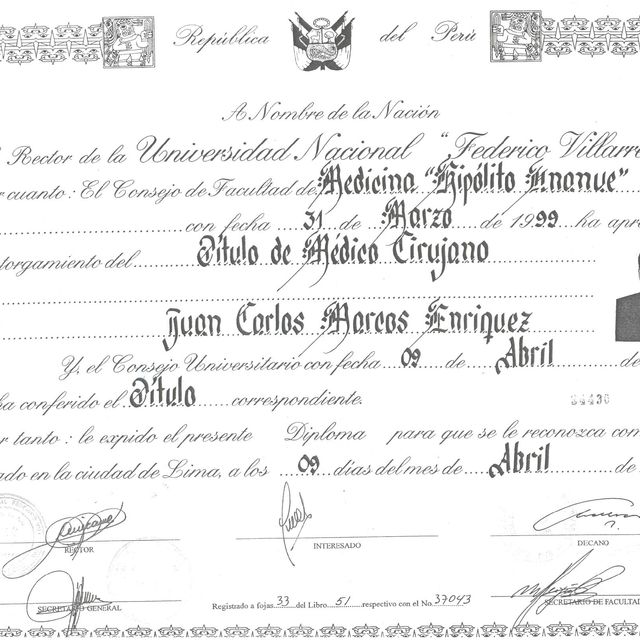 República del Perú
A Nombre de la Nación
Rector de la Universidad Nacional "Federico Villarr
r cuanto : El Consejo de Facultad de Medicina "Hipólito Unanue"
con fecha 31 de Marzo de 1999 ha apro
torgamiento del Título de Médico Cirujano
Juan Carlos Marcos Enriquez
Y, el Consejo Universitario con fecha 09 de Abril de
ha conferido el Título correspondiente.
34436
r tanto : le expido el presente Diploma para que se le reconozca com
ado en la ciudad de Lima, a los 09 días del mes de Abril de
RECTOR
INTERESADO
DECANO
SECRETARIO GENERAL
Registrado a fojas 33 del Libro 51 respectivo con el No. 37043
SECRETARIO DE FACULTAD